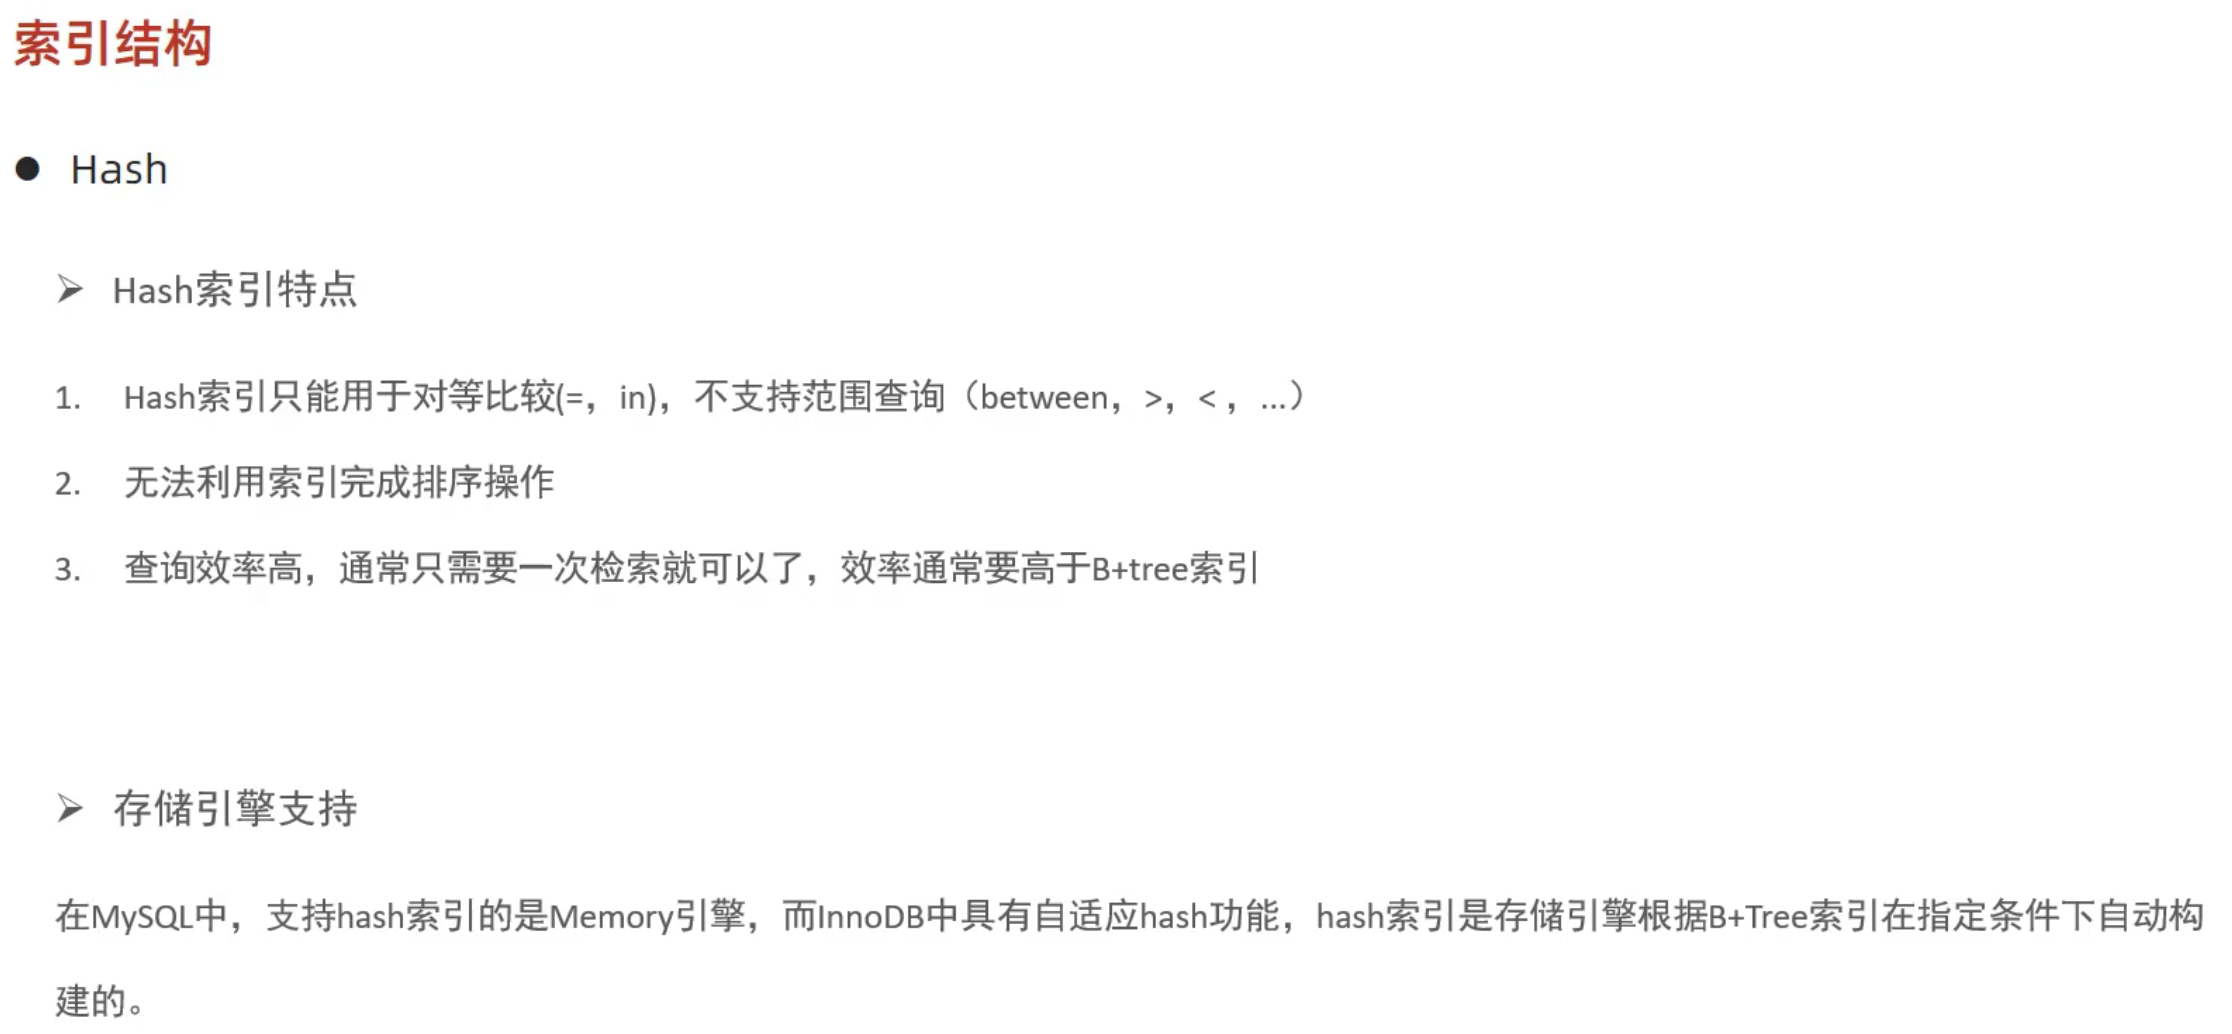 索引结构
● Hash
➢ Hash索引特点
1. Hash索引只能用于对等比较(=，in)，不支持范围查询（between，>，< ，...）
2. 无法利用索引完成排序操作
3. 查询效率高，通常只需要一次检索就可以了，效率通常要高于B+tree索引
➢ 存储引擎支持
在MySQL中，支持hash索引的是Memory引擎，而InnoDB中具有自适应hash功能，hash索引是存储引擎根据B+Tree索引在指定条件下自动构
建的。